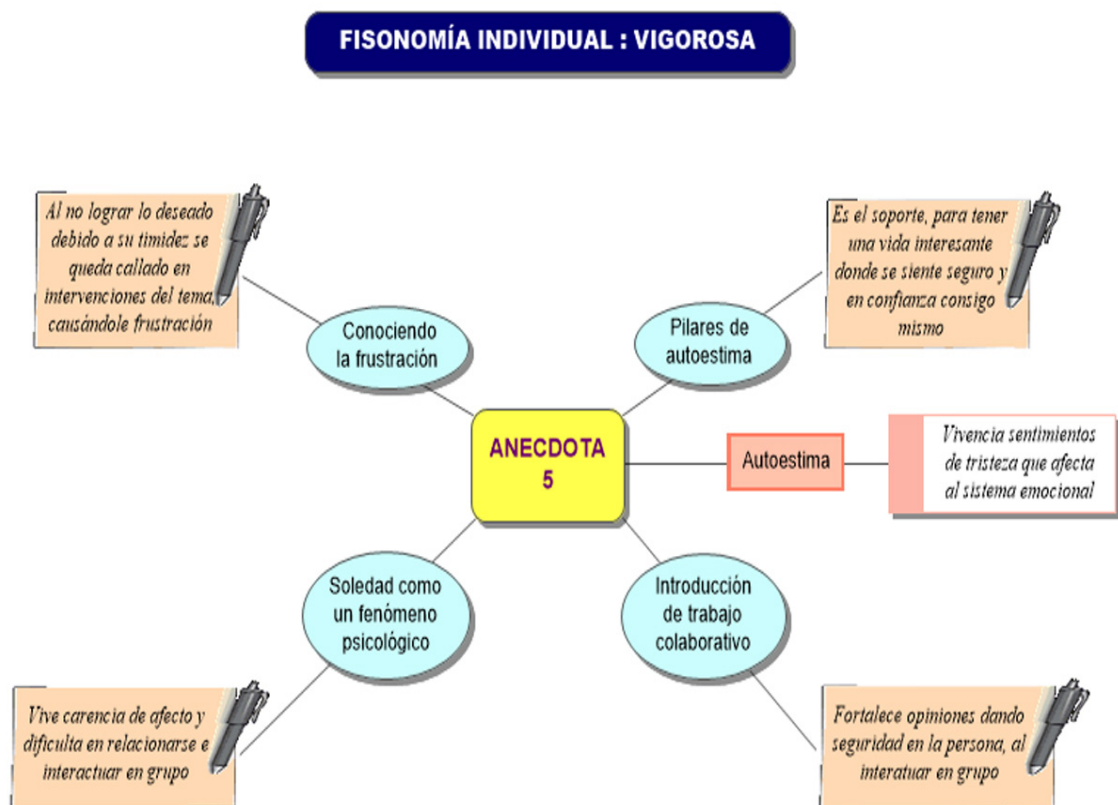 FISONOMÍA INDIVIDUAL : VIGOROSA
Al no lograr lo deseado
debido a su timidez se
queda callado en
intervenciones del tema,
causándole frustración
Es el soporte, para tener
una vida interesante
donde se siente seguro y
en confianza consigo
mismo
Conociendo
la frustración
Pilares de
autoestima
ANECDOTA
5
Autoestima
Vivencia sentimientos
de tristeza que afecta
al sistema emocional
Soledad como
un fenómeno
psicológico
Introducción
de trabajo
colaborativo
Vive carencia de afecto y
dificulta en relacionarse e
interactuar en grupo
Fortalece opiniones dando
seguridad en la persona, al
interatuar en grupo